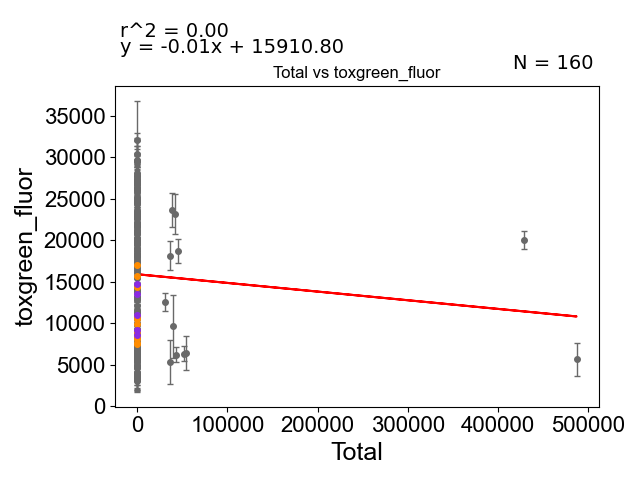 r^2 = 0.00
y = -0.01x + 15910.80
N = 160
Total vs toxgreen_fluor
35000
30000
25000
20000
15000
10000
5000
0
toxgreen_fluor
0
100000
200000
300000
400000
500000
Total